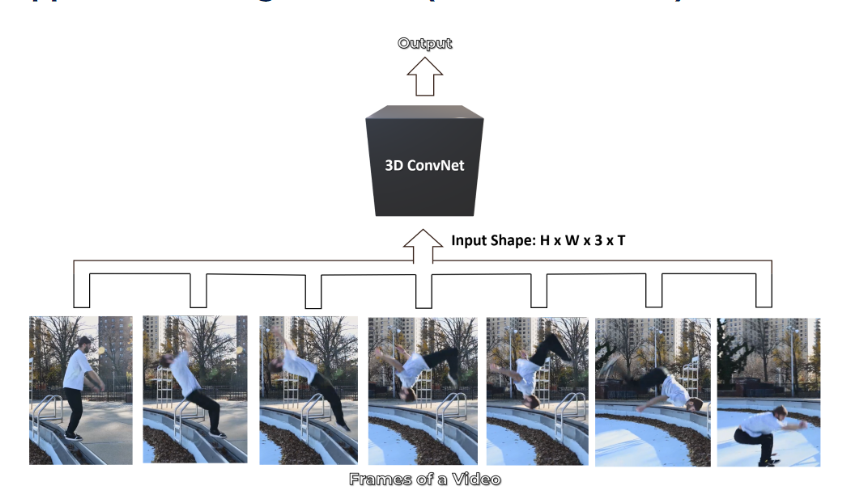 Output
3D ConvNet
Input Shape: H x W x 3 x T
Frames of a Video